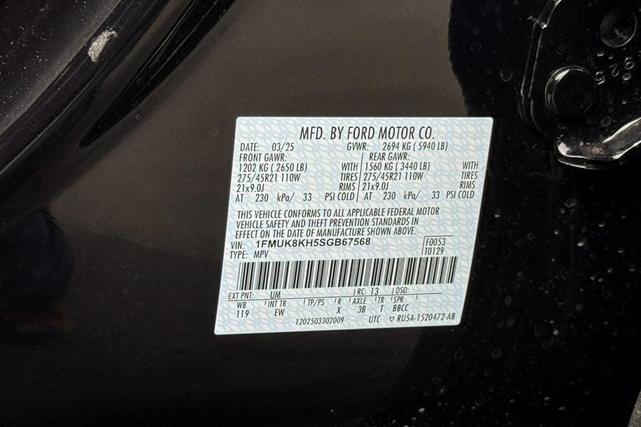 MFD. BY FORD MOTOR CO.
DATE: 03/25 GVWR: 2694 KG ( 5940 LB)
FRONT GAWR: REAR GAWR:
1202 KG ( 2650 LB) WITH 1560 KG ( 3440 LB) WITH
275/45R21 110W TIRES 275/45R21 110W TIRES
21x9.0J RIMS 21x9.0J RIMS
AT 230 kPa/ 33 PSI COLD AT 230 kPa/ 33 PSI COLD
THIS VEHICLE CONFORMS TO ALL APPLICABLE FEDERAL MOTOR
VEHICLE SAFETY AND THEFT PREVENTION STANDARDS IN
EFFECT ON THE DATE OF MANUFACTURE SHOWN ABOVE.
VIN: 1FMUK8KH5SGB67568 F0053
TYPE: MPV T0129
EXT PNT: UM RC: 13 DSO:
WB INT TR TP/PS R AXLE TR SPR
119 EW X 3B T BBCC
1202503302009 UTC ▽ RU5A-1520472-AB
925